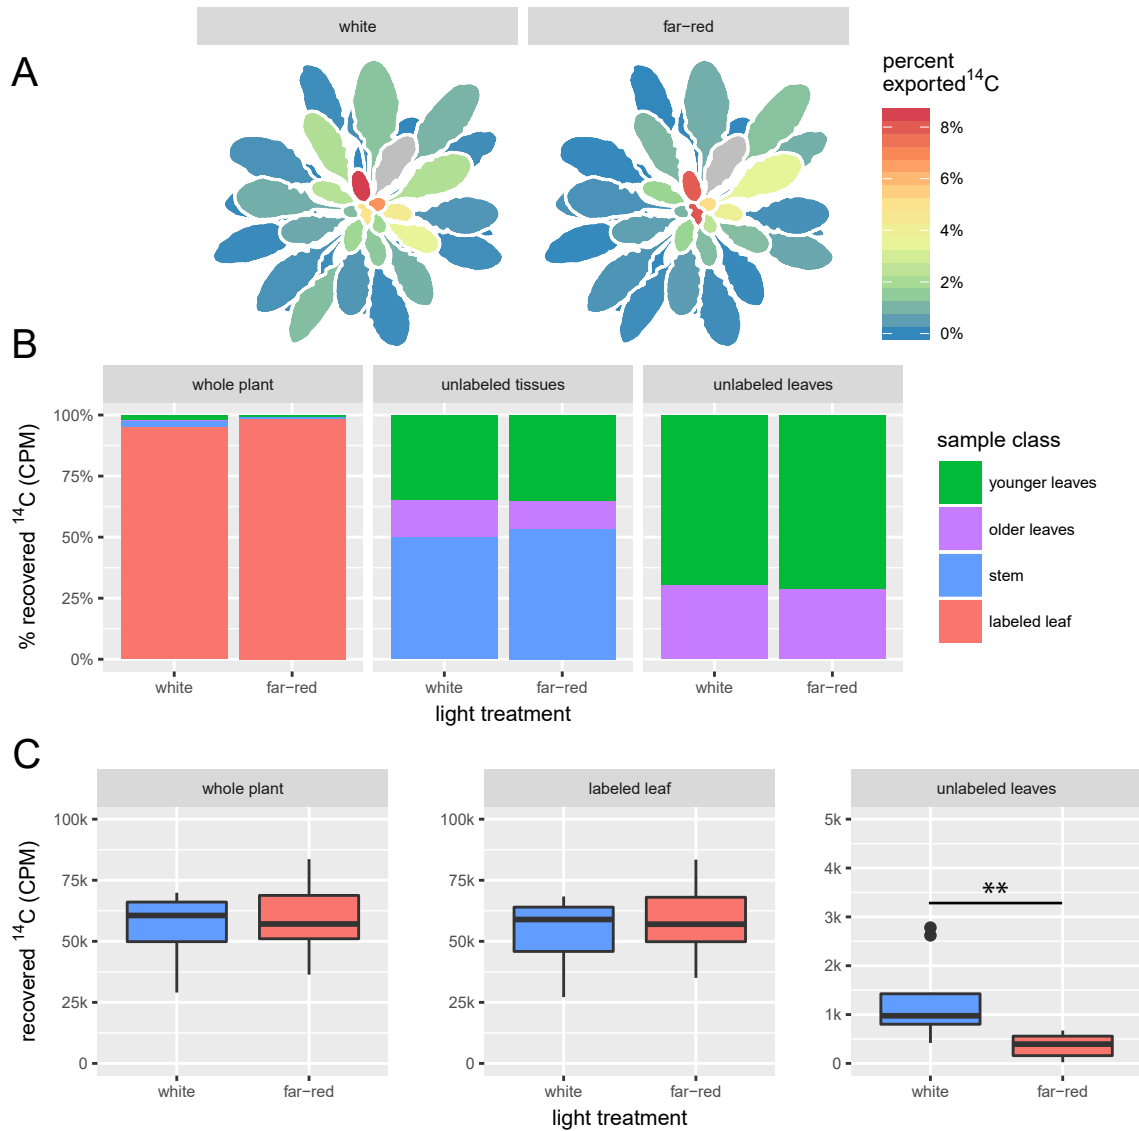 white far−red
A
percent
exported¹⁴C
8%
6%
4%
2%
0%
B
whole plant unlabeled tissues unlabeled leaves
100%
75%
50%
25%
0%
% recovered ¹⁴C (CPM)
white far−red white far−red white far−red
light treatment
sample class
younger leaves
older leaves
stem
labeled leaf
C
whole plant labeled leaf unlabeled leaves
recovered ¹⁴C (CPM)
100k
75k
50k
25k
0
100k
75k
50k
25k
0
5k
4k
3k
2k
1k
0
**
white far−red white far−red white far−red
light treatment